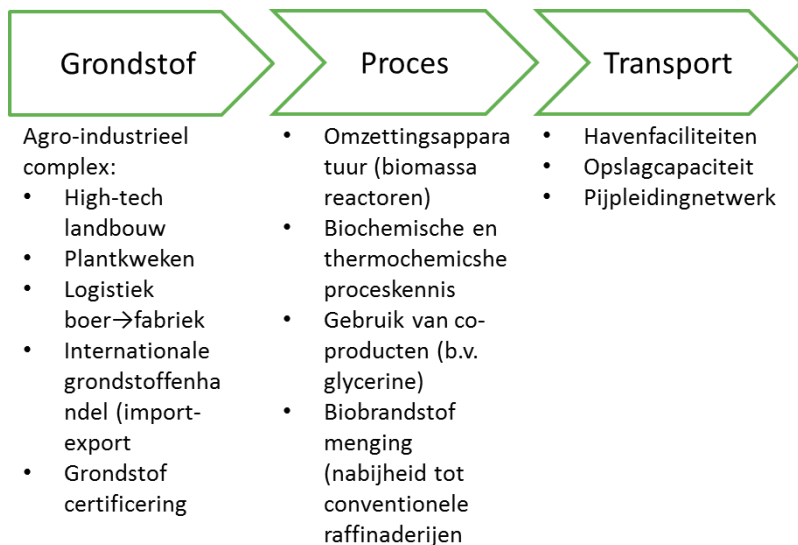 Grondstof
Proces
Transport
Agro-industrieel
complex:
• High-tech
landbouw
• Plantkweken
• Logistiek
boer→fabriek
• Internationale
grondstoffenha
ndel (import-
export
• Grondstof
certificering
• Omzettingsappara
tuur (biomassa
reactoren)
• Biochemische en
thermochemicshe
proceskennis
• Gebruik van co-
producten (b.v.
glycerine)
• Biobrandstof
menging
(nabijheid tot
conventionele
raffinaderijen
• Havenfaciliteiten
• Opslagcapaciteit
• Pijpleidingnetwerk